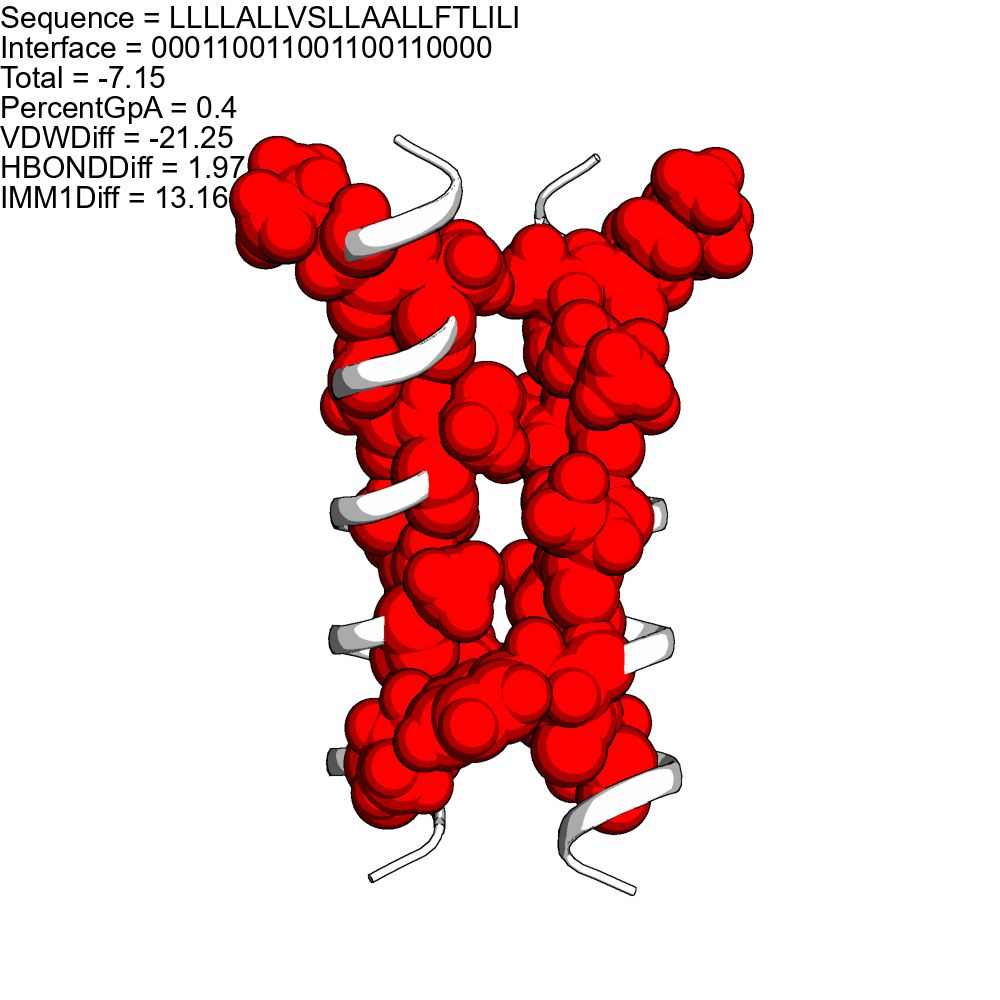 Sequence = LLLLALLVSLLAALLFTLILI
Interface = 000110011001100110000
Total = -7.15
PercentGpA = 0.4
VDWDiff = -21.25
HBONDDiff = 1.97
IMM1Diff = 13.16